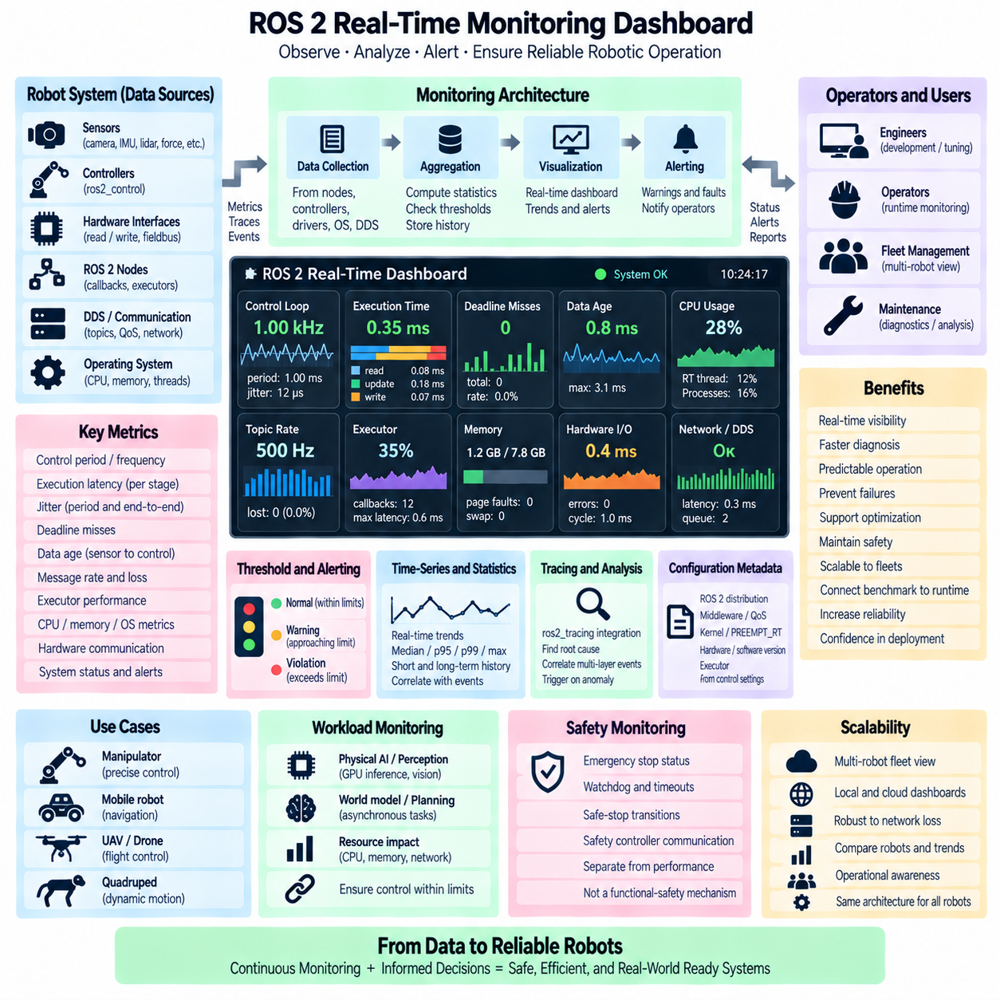 ROS 2 Real-Time Monitoring Dashboard
Observe · Analyze · Alert · Ensure Reliable Robotic Operation
Robot System (Data Sources)
Sensors
(camera, IMU, lidar, force, etc.)
Controllers
(ros2_control)
Hardware Interfaces
(read / write, fieldbus)
ROS 2 Nodes
(callbacks, executors)
DDS / Communication
(topics, QoS, network)
Operating System
(CPU, memory, threads)
Metrics
Traces
Events
Monitoring Architecture
Data Collection
From nodes,
controllers,
drivers, OS, DDS
Aggregation
Compute statistics
Check thresholds
Store history
Visualization
Real-time dashboard
Trends and alerts
Alerting
Warnings and faults
Notify operators
Status
Alerts
Reports
Operators and Users
Engineers
(development / tuning)
Operators
(runtime monitoring)
Fleet Management
(multi-robot view)
Maintenance
(diagnostics / analysis)
ROS 2 Real-Time Dashboard
System OK
10:24:17
Control Loop
1.00 kHz
period: 1.00 ms
jitter: 12 µs
Execution Time
0.35 ms
read 0.08 ms
update 0.18 ms
write 0.07 ms
Deadline Misses
0
total: 0
rate: 0.0%
Data Age
0.8 ms
max: 3.1 ms
CPU Usage
28%
RT thread: 12%
Processes: 16%
Topic Rate
500 Hz
lost: 0 (0.0%)
Executor
35%
callbacks: 12
max latency: 0.6 ms
Memory
1.2 GB / 7.8 GB
page faults: 0
swap: 0
Hardware I/O
0.4 ms
errors: 0
cycle: 1.0 ms
Network / DDS
OK
latency: 0.3 ms
queue: 2
Key Metrics
Control period / frequency
Execution latency (per stage)
Jitter (period and end-to-end)
Deadline misses
Data age (sensor to control)
Message rate and loss
Executor performance
CPU / memory / OS metrics
Hardware communication
System status and alerts
Benefits
Real-time visibility
Faster diagnosis
Predictable operation
Prevent failures
Support optimization
Maintain safety
Scalable to fleets
Connect benchmark to runtime
Increase reliability
Confidence in deployment
Threshold and Alerting
Normal (within limits)
Warning
(approaching limit)
Violation
(exceeds limit)
Time-Series and Statistics
Real-time trends
Median / p95 / p99 / max
Short and long-term history
Correlate with events
Tracing and Analysis
ros2_tracing integration
Find root cause
Correlate multi-layer events
Trigger on anomaly
Configuration Metadata
ROS 2 distribution
Middleware / QoS
Kernel / PREEMPT_RT
Hardware / software version
Executor
from control settings
Use Cases
Manipulator
(precise control)
Mobile robot
(navigation)
UAV / Drone
(flight control)
Quadruped
(dynamic motion)
Workload Monitoring
Physical AI / Perception
(GPU inference, vision)
World model / Planning
(asynchronous tasks)
Resource impact
(CPU, memory, network)
Ensure control within limits
Safety Monitoring
Emergency stop status
Watchdog and timeouts
Safe-stop transitions
Safety controller communication
Separate from performance
Not a functional-safety mechanism
Scalability
Multi-robot fleet view
Local and cloud dashboards
Robust to network loss
Compare robots and trends
Operational awareness
Same architecture for all robots
From Data to Reliable Robots
Continuous Monitoring + Informed Decisions = Safe, Efficient, and Real-World Ready Systems